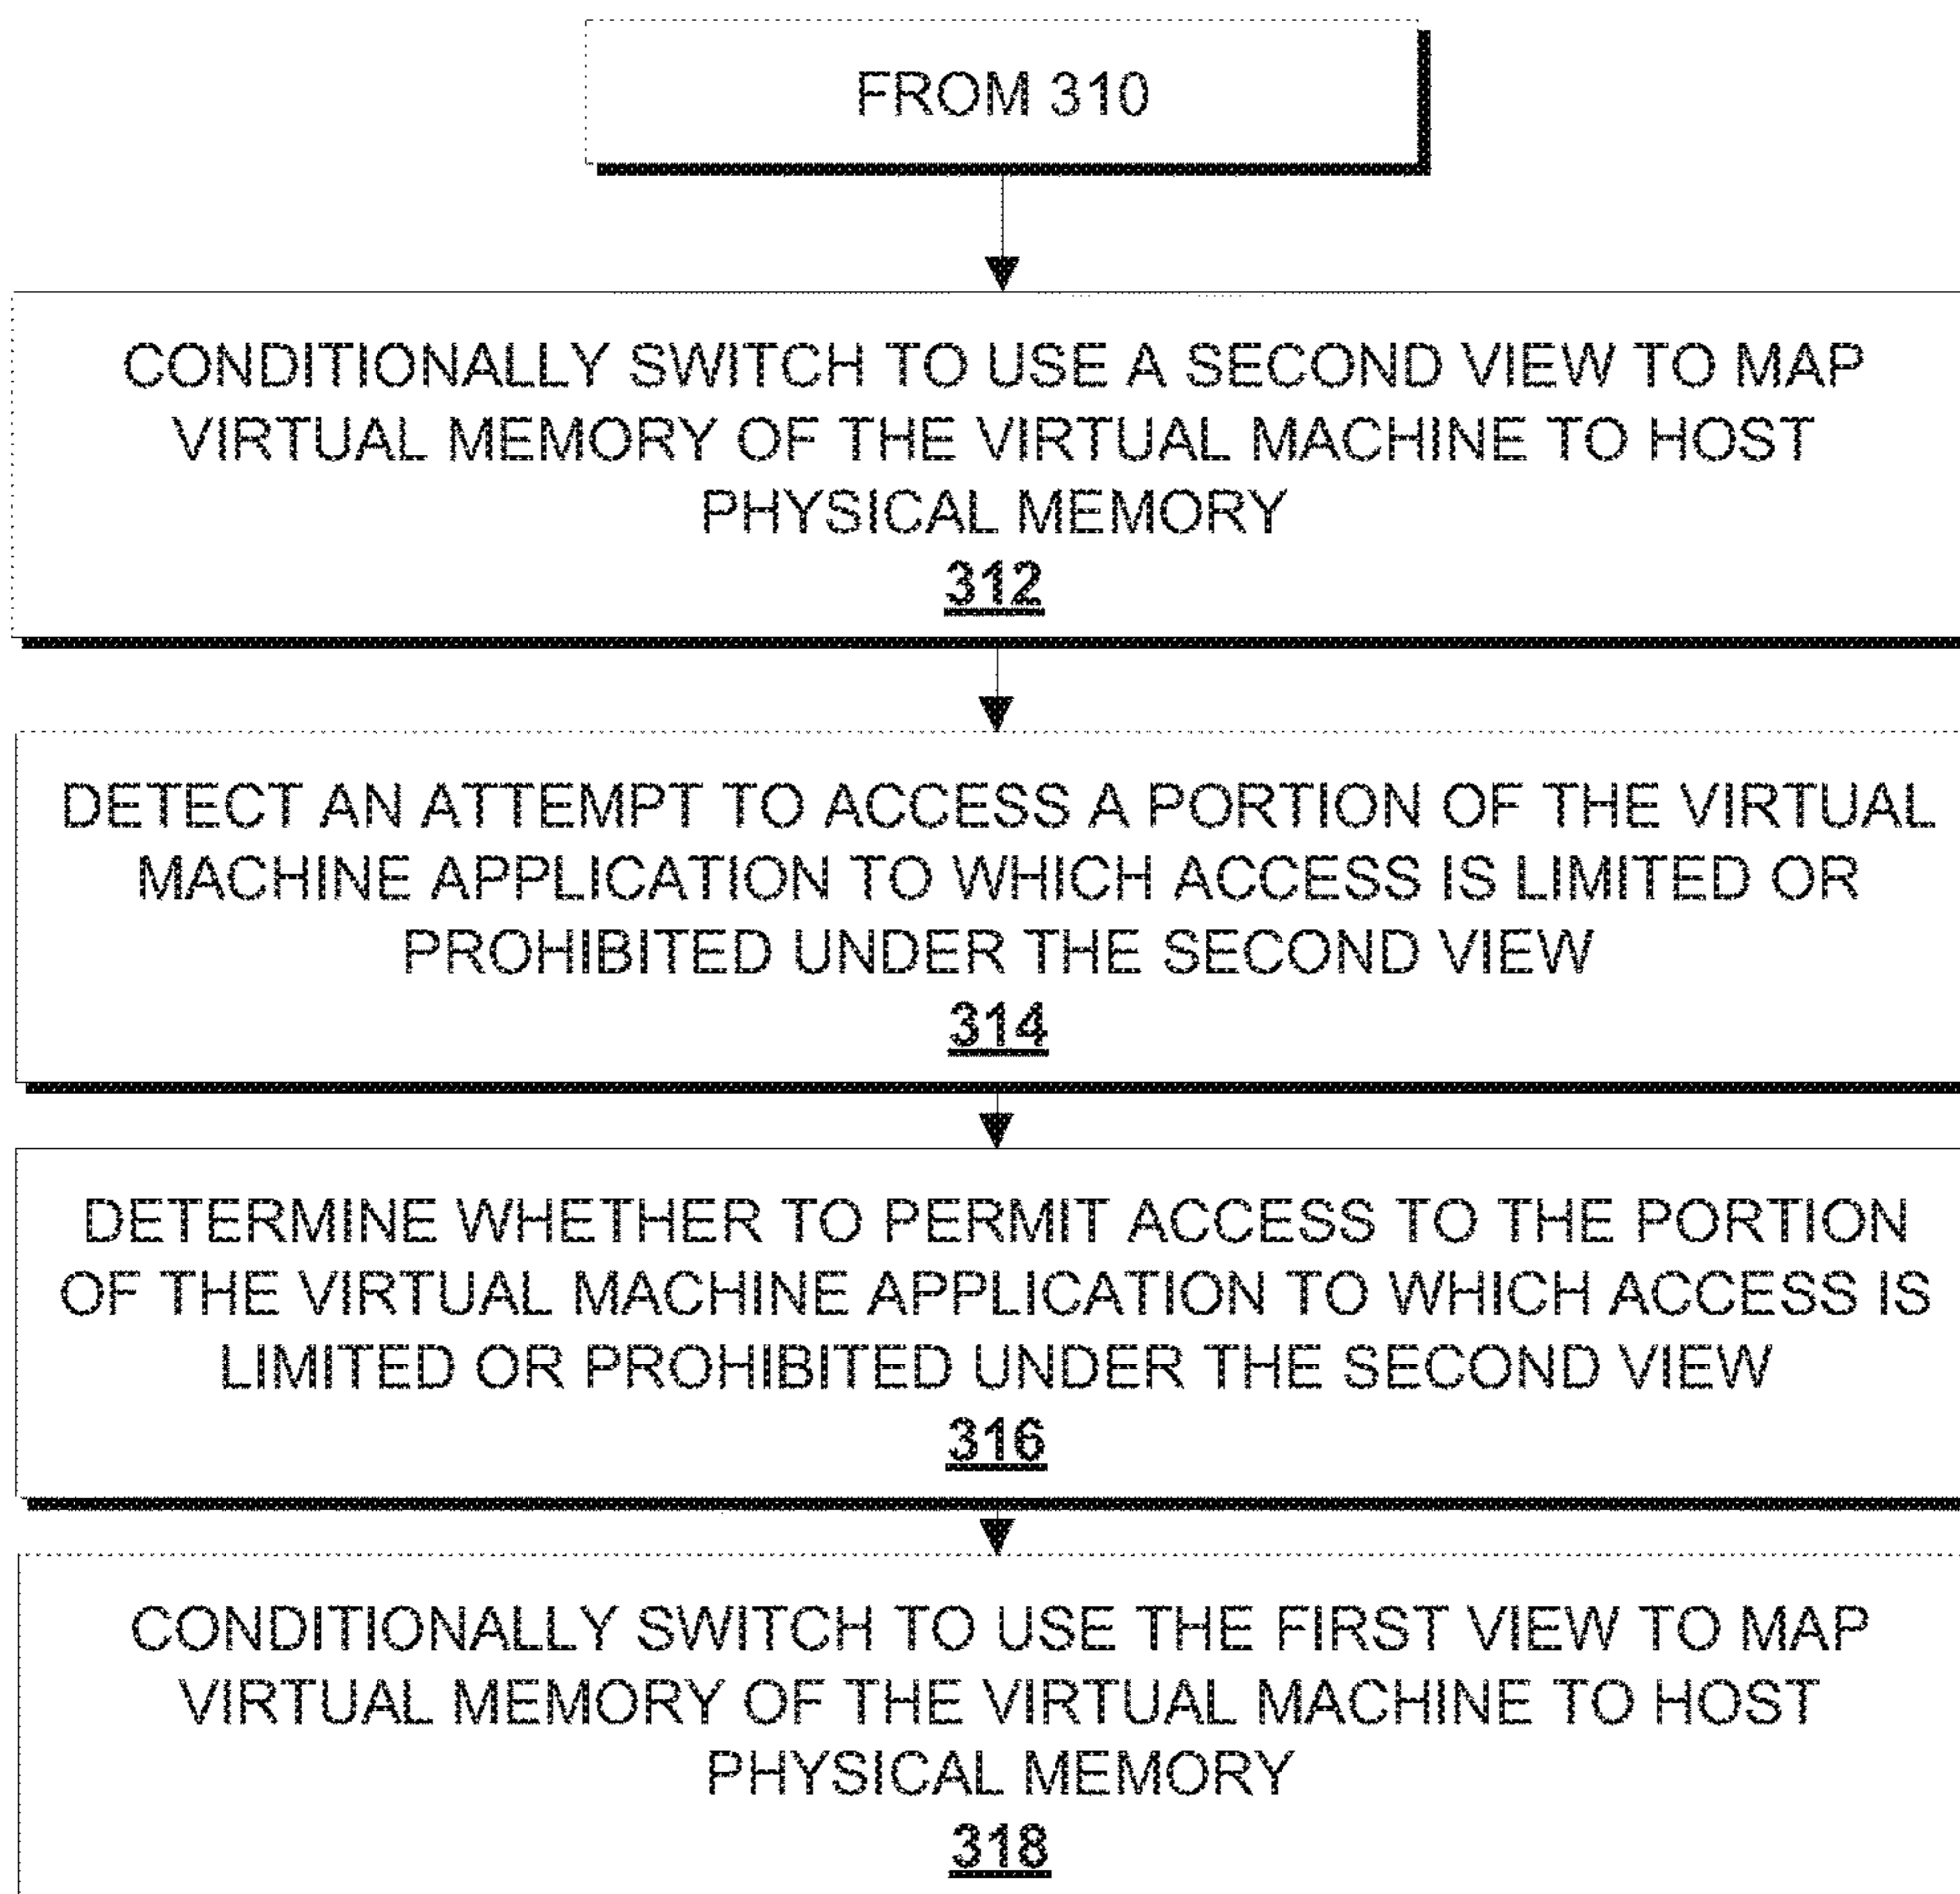 FROM 310
CONDITIONALLY SWITCH TO USE A SECOND VIEW TO MAP
VIRTUAL MEMORY OF THE VIRTUAL MACHINE TO HOST
PHYSICAL MEMORY
312
DETECT AN ATTEMPT TO ACCESS A PORTION OF THE VIRTUAL
MACHINE APPLICATION TO WHICH ACCESS IS LIMITED OR
PROHIBITED UNDER THE SECOND VIEW
314
DETERMINE WHETHER TO PERMIT ACCESS TO THE PORTION
OF THE VIRTUAL MACHINE APPLICATION TO WHICH ACCESS IS
LIMITED OR PROHIBITED UNDER THE SECOND VIEW
316
CONDITIONALLY SWITCH TO USE THE FIRST VIEW TO MAP
VIRTUAL MEMORY OF THE VIRTUAL MACHINE TO HOST
PHYSICAL MEMORY
318